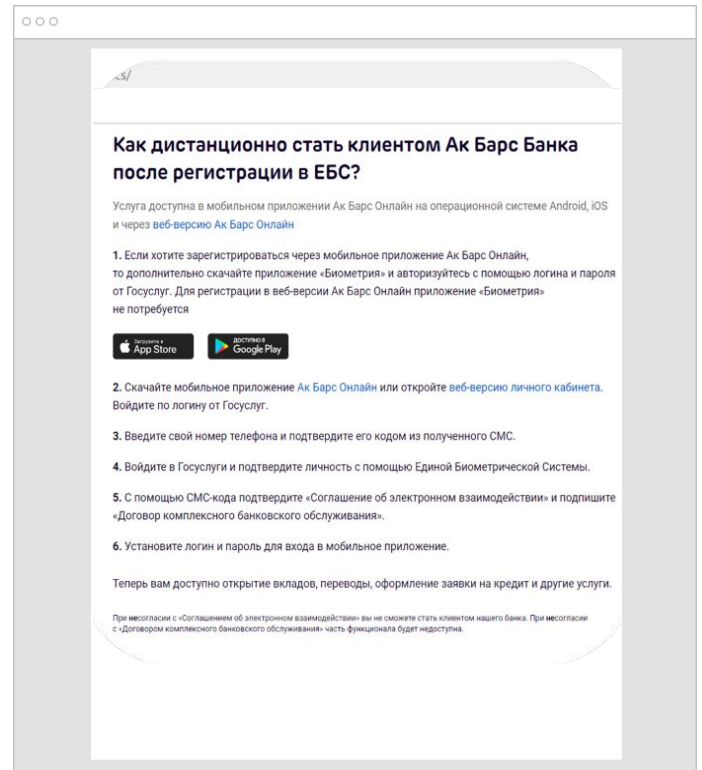 Как дистанционно стать клиентом Ак Барс Банка
после регистрации в ЕБС?
Услуга доступна в мобильном приложении Ак Барс Онлайн на операционной системе Android, iOS
и через веб-версию Ак Барс Онлайн
1. Если хотите зарегистрироваться через мобильное приложение Ак Барс Онлайн,
то дополнительно скачайте приложение «Биометрия» и авторизуйтесь с помощью логина и пароля
от Госуслуг. Для регистрации в веб-версии Ак Барс Онлайн приложение «Биометрия»
не потребуется
Загрузите в
App Store
ДОСТУПНО В
Google Play
2. Скачайте мобильное приложение Ак Барс Онлайн или откройте веб-версию личного кабинета.
Войдите по логину от Госуслуг.
3. Введите свой номер телефона и подтвердите его кодом из полученного СМС.
4. Войдите в Госуслуги и подтвердите личность с помощью Единой Биометрической Системы.
5. С помощью СМС-кода подтвердите «Соглашение об электронном взаимодействии» и подпишите
«Договор комплексного банковского обслуживания».
6. Установите логин и пароль для входа в мобильное приложение.
Теперь вам доступно открытие вкладов, переводы, оформление заявки на кредит и другие услуги.
При несогласии с «Соглашением об электронном взаимодействии» вы не сможете стать клиентом нашего банка. При несогласии
с «Договором комплексного банковского обслуживания» часть функционала будет недоступна.